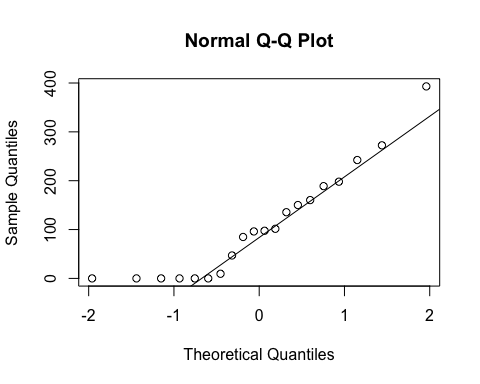 Normal Q-Q Plot
Sample Quantiles
400
300
200
100
0
-2 -1 0 1 2
Theoretical Quantiles